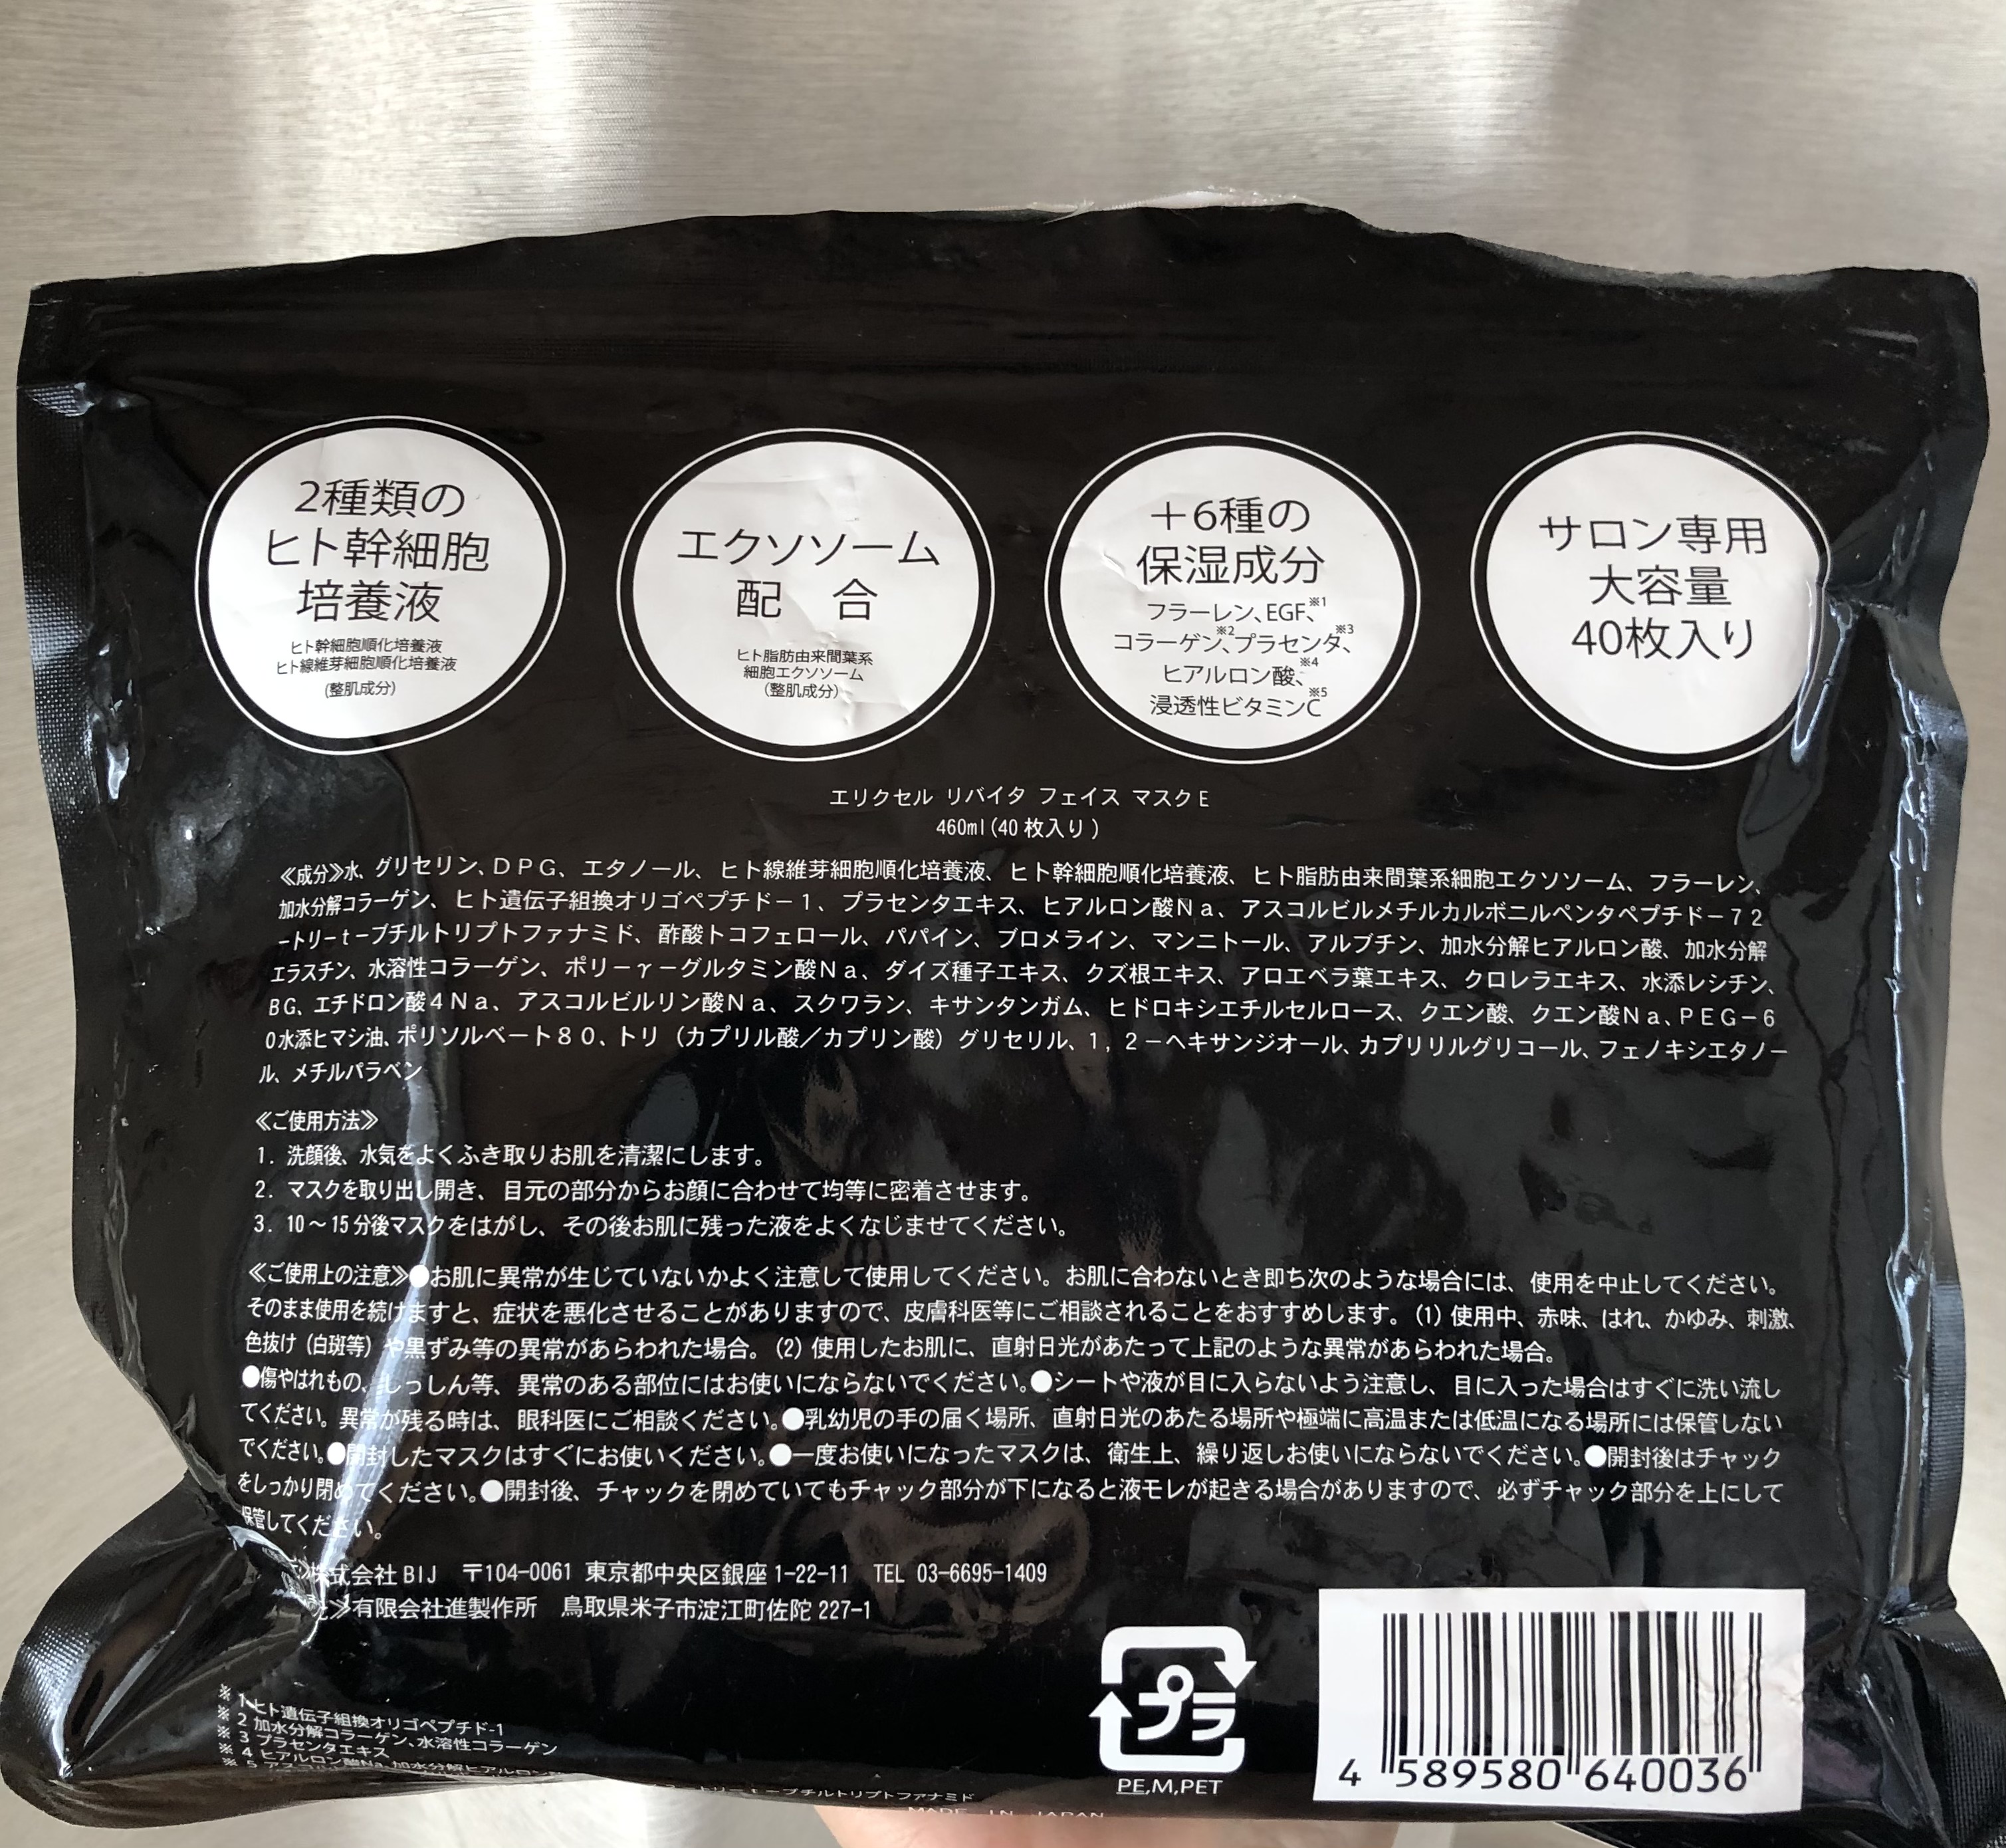 2種類の
ヒト幹細胞
培養液
ヒト幹細胞順化培養液
ヒト線維芽細胞順化培養液
(整肌成分)
エクソソーム
配 合
ヒト脂肪由来間葉系
細胞エクソソーム
(整肌成分)
+6種の
保湿成分
フラーレン、EGF※1、
コラーゲン※2、プラセンタ※3、
ヒアルロン酸※4、
浸透性ビタミンC※5
サロン専用
大容量
40枚入り
エリクセル リバイタ フェイス マスクE
460ml(40枚入り)
≪成分≫水、グリセリン、DPG、エタノール、ヒト線維芽細胞順化培養液、ヒト幹細胞順化培養液、ヒト脂肪由来間葉系細胞エクソソーム、フラーレン、
加水分解コラーゲン、ヒト遺伝子組換オリゴペプチド−1、プラセンタエキス、ヒアルロン酸Na、アスコルビルメチルカルボニルペンタペプチド−72
−トリーt−ブチルトリプトファナミド、酢酸トコフェロール、パパイン、ブロメライン、マンニトール、アルブチン、加水分解ヒアルロン酸、加水分解
エラスチン、水溶性コラーゲン、ポリーγーグルタミン酸Na、ダイズ種子エキス、クズ根エキス、アロエベラ葉エキス、クロレラエキス、水添レシチン、
BG、エチドロン酸4Na、アスコルビルリン酸Na、スクワラン、キサンタンガム、ヒドロキシエチルセルロース、クエン酸、クエン酸Na、PEG−6
0水添ヒマシ油、ポリソルベート80、トリ(カプリル酸/カプリン酸)グリセリル、1,2−ヘキサンジオール、カプリリルグリコール、フェノキシエタノー
ル、メチルパラベン
≪ご使用方法≫
1. 洗顔後、水気をよくふき取りお肌を清潔にします。
2. マスクを取り出し開き、目元の部分からお顔に合わせて均等に密着させます。
3. 10〜15分後マスクをはがし、その後お肌に残った液をよくなじませてください。
≪ご使用上の注意≫●お肌に異常が生じていないかよく注意して使用してください。お肌に合わないとき即ち次のような場合には、使用を中止してください。
そのまま使用を続けますと、症状を悪化させることがありますので、皮膚科医等にご相談されることをおすすめします。(1) 使用中、赤味、はれ、かゆみ、刺激、
色抜け(白斑等)や黒ずみ等の異常があらわれた場合。(2) 使用したお肌に、直射日光があたって上記のような異常があらわれた場合。
●傷やはれもの、しっしん等、異常のある部位にはお使いにならないでください。●シートや液が目に入らないよう注意し、目に入った場合はすぐに洗い流し
てください。異常が残る時は、眼科医にご相談ください。●乳幼児の手の届く場所、直射日光のあたる場所や極端に高温または低温になる場所には保管しない
でください。●開封したマスクはすぐにお使いください。●一度お使いになったマスクは、衛生上、繰り返しお使いにならないでください。●開封後はチャック
をしっかり閉めてください。●開封後、チャックを閉めていてもチャック部分が下になると液モレが起きる場合がありますので、必ずチャック部分を上にして
保管してください。
株式会社BIJ 〒104-0061 東京都中央区銀座1-22-11 TEL 03-6695-1409
≫有限会社進製作所 鳥取県米子市淀江町佐陀227-1
※ 1 ヒト遺伝子組換オリゴペプチド-1
※ 2 加水分解コラーゲン、水溶性コラーゲン
※ 3 プラセンタエキス
※ 4 ヒアルロン酸Na、加水分解ヒアルロン
※ 5 アスコル ブチルトリプトファナミド
MADE IN JAPAN
プラ
PE,M,PET
4 589580 640036